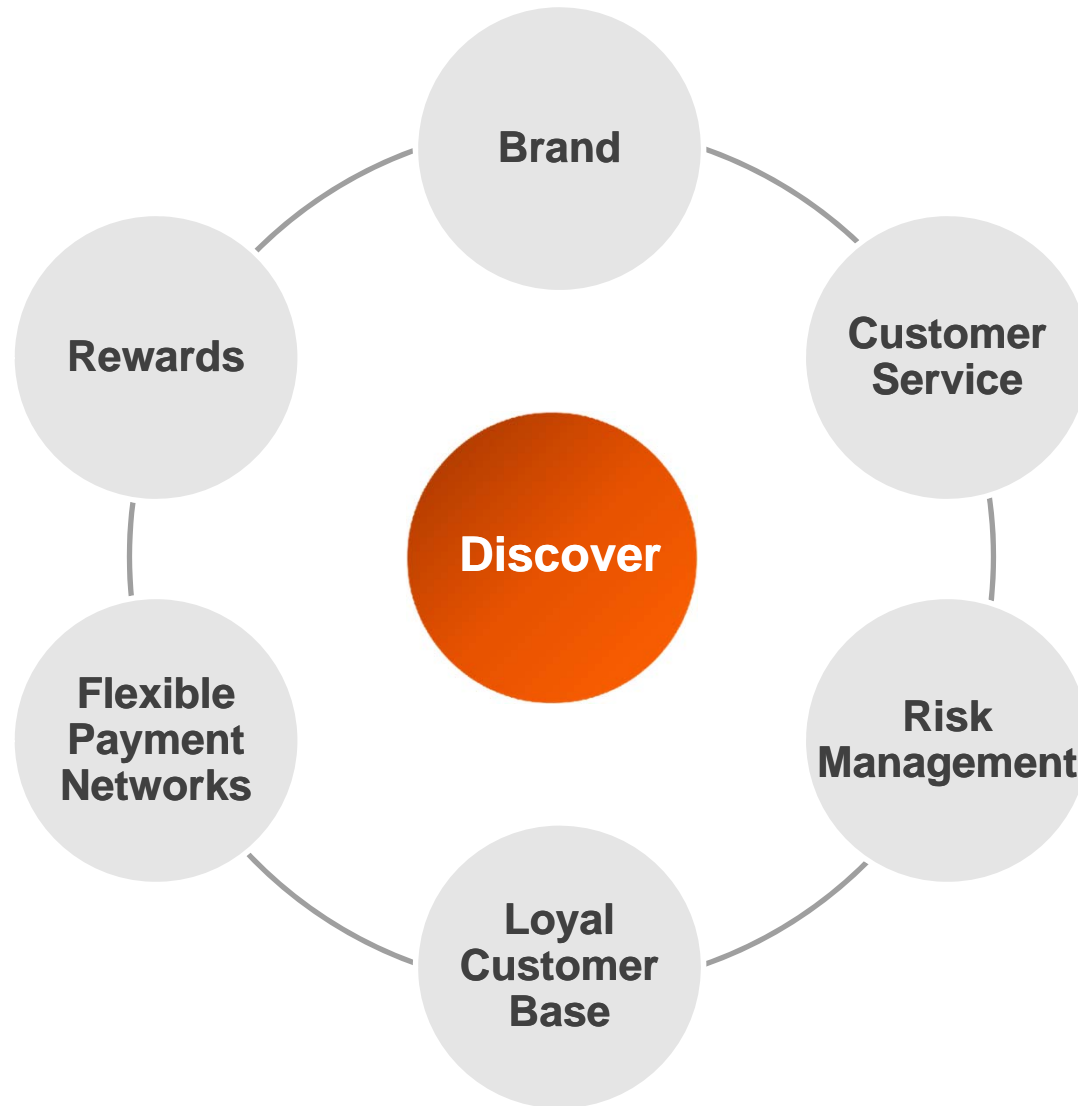 Brand
Customer
Service
Rewards
Discover
Risk
Management
Flexible
Payment
Networks
Loyal
Customer
Base